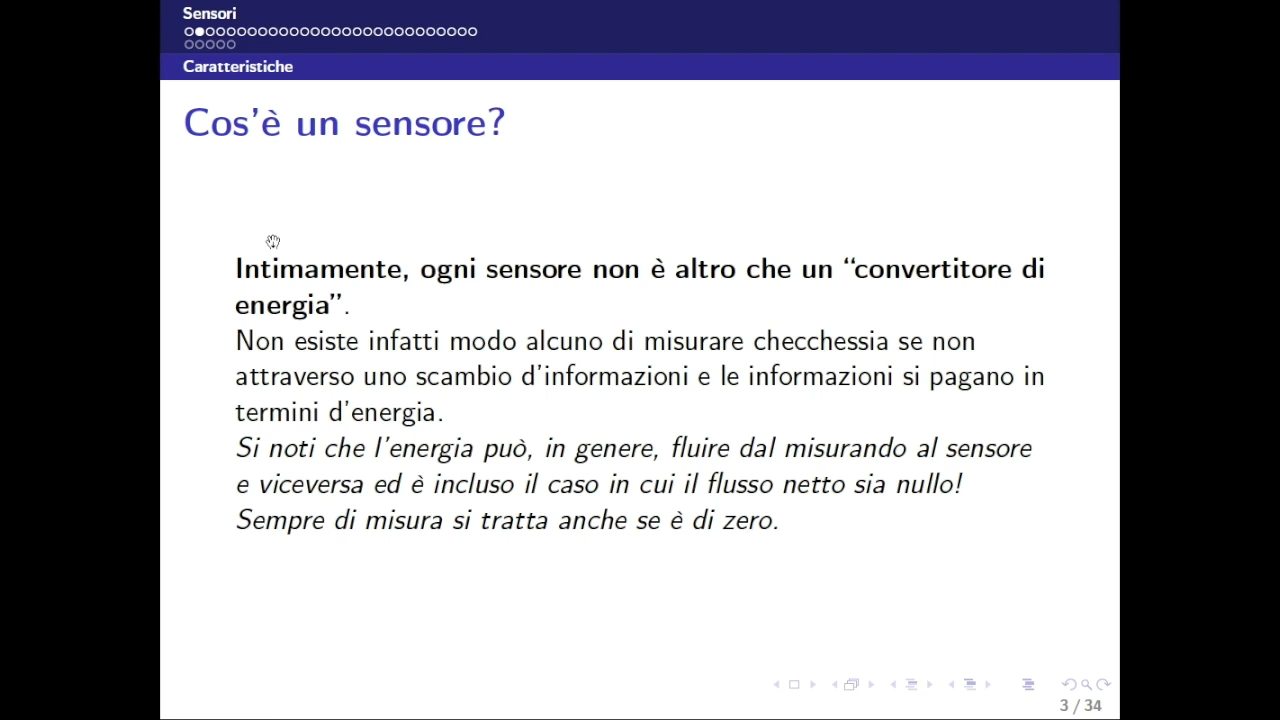 Sensori
Caratteristiche
Cos'è un sensore?
Intimamente, ogni sensore non è altro che un “convertitore di
energia”.
Non esiste infatti modo alcuno di misurare checchessia se non
attraverso uno scambio d'informazioni e le informazioni si pagano in
termini d'energia.
Si noti che l'energia può, in genere, fluire dal misurando al sensore
e viceversa ed è incluso il caso in cui il flusso netto sia nullo!
Sempre di misura si tratta anche se è di zero.
3 / 34